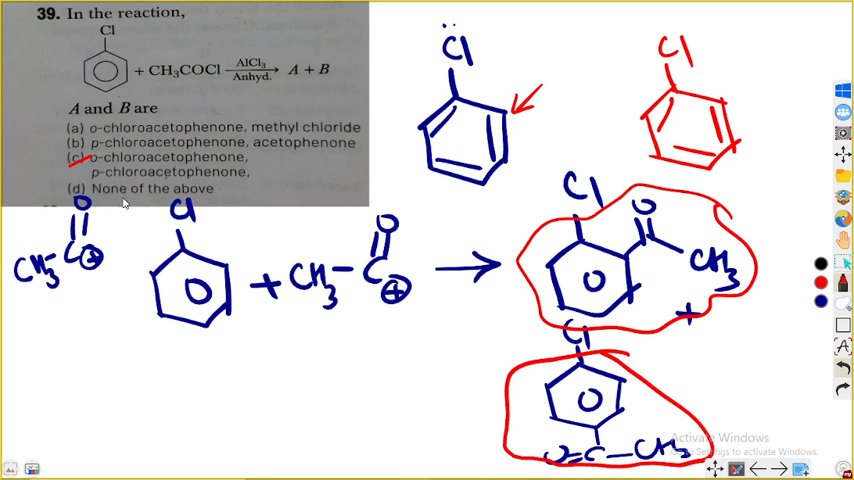 39. In the reaction,
Cl
+ CH₃COCl AlCl₃ Anhyd. → A + B
A and B are
(a) o-chloroacetophenone, methyl chloride
(b) p-chloroacetophenone, acetophenone
(c) o-chloroacetophenone,
p-chloroacetophenone,
(d) None of the above
Cl
Cl
CH₃-C=O ⊕
Cl
+ CH₃-C=O ⊕ →
Cl
O
CH₃
+
Cl
O=C-CH₃
Activate Windows
Go to Settings to activate Windows.